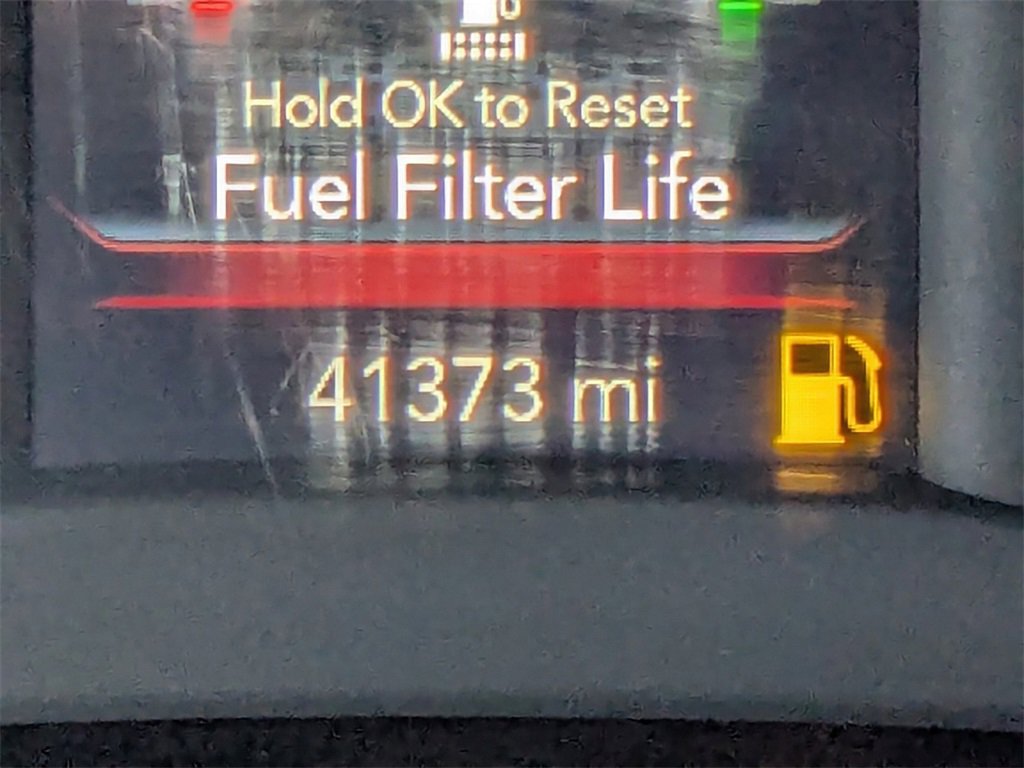 Hold OK to Reset
Fuel Filter Life
41373 mi